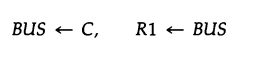 BUS ← C,    R1 ← BUS